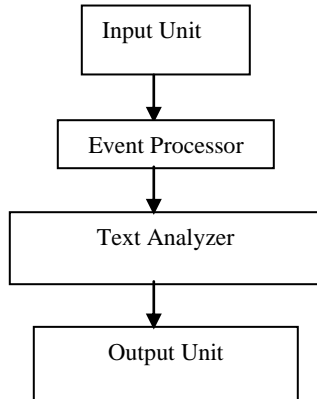 Input Unit
Event Processor
Text Analyzer
Output Unit